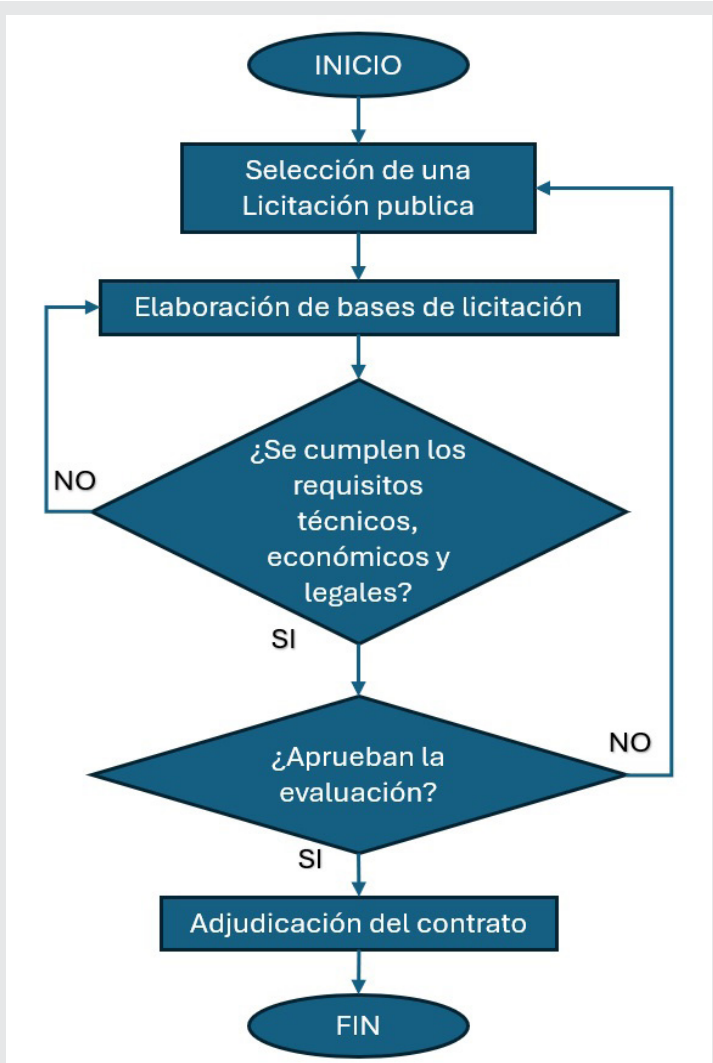 INICIO
Selección de una
Licitación publica
Elaboración de bases de licitación
¿Se cumplen los
requisitos
técnicos,
económicos y
legales?
NO
SI
¿Aprueban la
evaluación?
NO
SI
Adjudicación del contrato
FIN